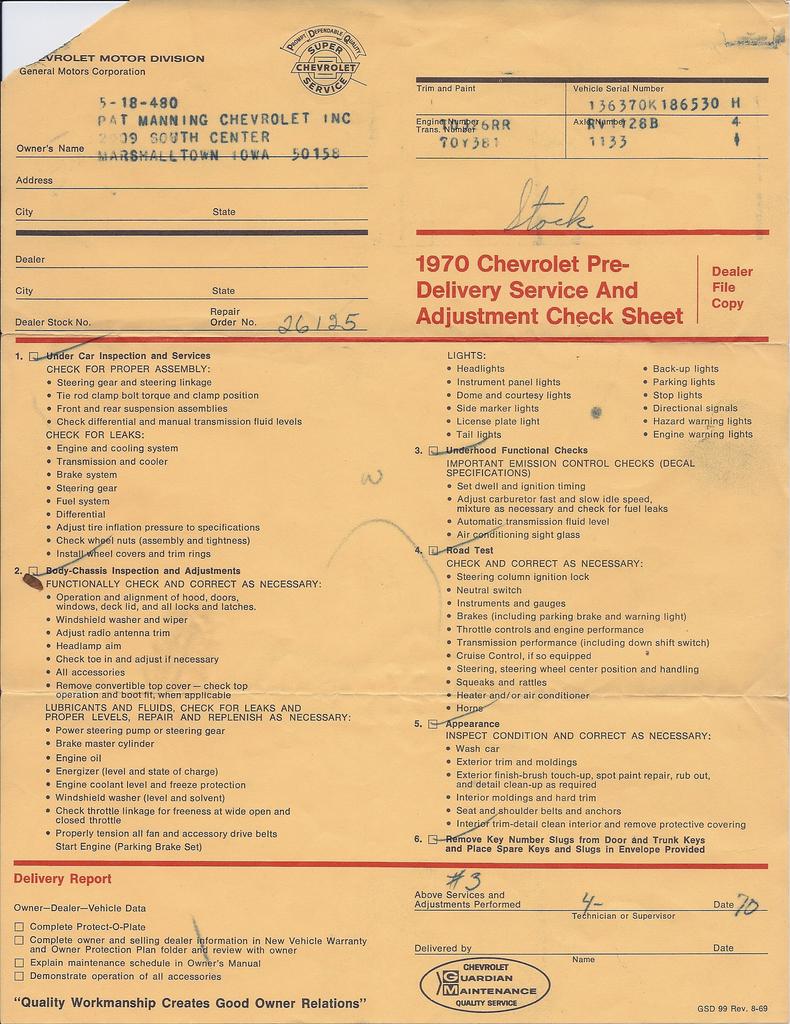 EVROLET MOTOR DIVISION
General Motors Corporation
PROMPT DEPENDABLE QUALITY
SUPER
CHEVROLET
SERVICE
5-18-480
PAT MANNING CHEVROLET INC
2009 SOUTH CENTER
Owner's Name MARSHALLTOWN IOWA 50158
Address
City State
Dealer
City State
Dealer Stock No. Repair Order No. 26125
Trim and Paint Vehicle Serial Number
136370K186530 H
Engine Number Axle Number 4
Trans. Number
70Y381 1133
Stock
1970 Chevrolet Pre-
Delivery Service And
Adjustment Check Sheet
Dealer
File
Copy
1. Under Car Inspection and Services
CHECK FOR PROPER ASSEMBLY:
• Steering gear and steering linkage
• Tie rod clamp bolt torque and clamp position
• Front and rear suspension assemblies
• Check differential and manual transmission fluid levels
CHECK FOR LEAKS:
• Engine and cooling system
• Transmission and cooler
• Brake system
• Steering gear
• Fuel system
• Differential
• Adjust tire inflation pressure to specifications
• Check wheel nuts (assembly and tightness)
• Install wheel covers and trim rings
2. Body-Chassis Inspection and Adjustments
FUNCTIONALLY CHECK AND CORRECT AS NECESSARY:
• Operation and alignment of hood, doors,
windows, deck lid, and all locks and latches.
• Windshield washer and wiper
• Adjust radio antenna trim
• Headlamp aim
• Check toe in and adjust if necessary
• All accessories
• Remove convertible top cover — check top
operation and boot fit, when applicable
LUBRICANTS AND FLUIDS, CHECK FOR LEAKS AND
PROPER LEVELS, REPAIR AND REPLENISH AS NECESSARY:
• Power steering pump or steering gear
• Brake master cylinder
• Engine oil
• Energizer (level and state of charge)
• Engine coolant level and freeze protection
• Windshield washer (level and solvent)
• Check throttle linkage for freeness at wide open and
closed throttle
• Properly tension all fan and accessory drive belts
Start Engine (Parking Brake Set)
LIGHTS:
• Headlights
• Instrument panel lights
• Dome and courtesy lights
• Side marker lights
• License plate light
• Tail lights
• Back-up lights
• Parking lights
• Stop lights
• Directional signals
• Hazard warning lights
• Engine warning lights
3. Underhood Functional Checks
IMPORTANT EMISSION CONTROL CHECKS (DECAL
SPECIFICATIONS)
• Set dwell and ignition timing
• Adjust carburetor fast and slow idle speed,
mixture as necessary and check for fuel leaks
• Automatic transmission fluid level
• Air conditioning sight glass
4. Road Test
CHECK AND CORRECT AS NECESSARY:
• Steering column ignition lock
• Neutral switch
• Instruments and gauges
• Brakes (including parking brake and warning light)
• Throttle controls and engine performance
• Transmission performance (including down shift switch)
• Cruise Control, if so equipped
• Steering, steering wheel center position and handling
• Squeaks and rattles
• Heater and/or air conditioner
• Horns
5. Appearance
INSPECT CONDITION AND CORRECT AS NECESSARY:
• Wash car
• Exterior trim and moldings
• Exterior finish-brush touch-up, spot paint repair, rub out,
and detail clean-up as required
• Interior moldings and hard trim
• Seat and shoulder belts and anchors
• Interior trim-detail clean interior and remove protective covering
6. Remove Key Number Slugs from Door and Trunk Keys
and Place Spare Keys and Slugs in Envelope Provided
Delivery Report
Owner—Dealer—Vehicle Data
Complete Protect-O-Plate
Complete owner and selling dealer information in New Vehicle Warranty
and Owner Protection Plan folder and review with owner
Explain maintenance schedule in Owner's Manual
Demonstrate operation of all accessories
"Quality Workmanship Creates Good Owner Relations"
#3
Above Services and
Adjustments Performed 4- Date 70
Technician or Supervisor
Delivered by Date
Name
CHEVROLET
GUARDIAN
MAINTENANCE
QUALITY SERVICE
GSD 99 Rev. 8-69